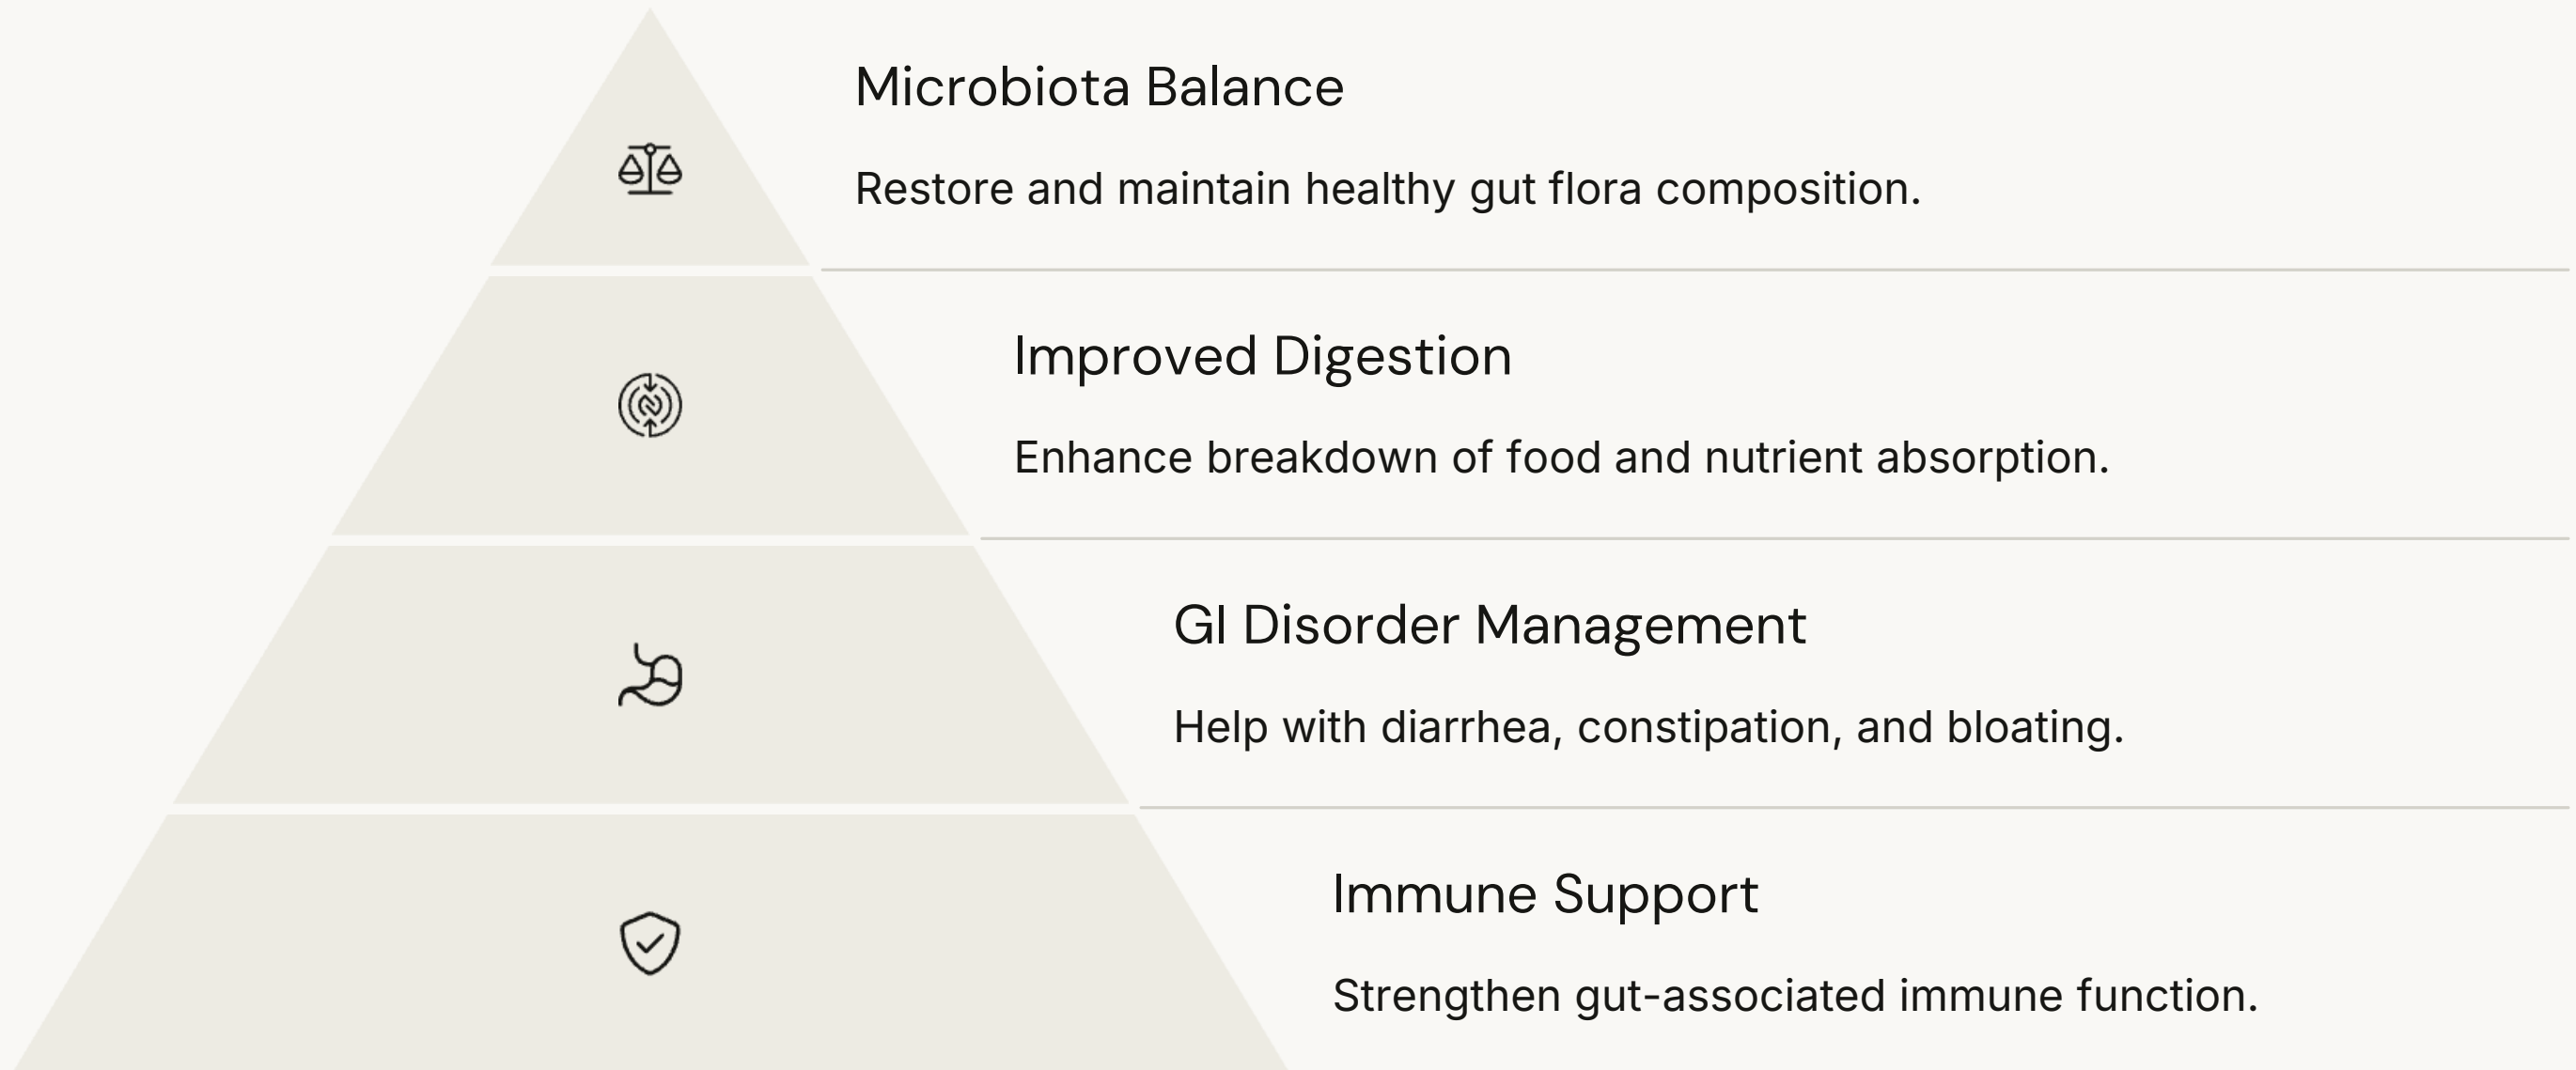 Microbiota Balance
Restore and maintain healthy gut flora composition.
Improved Digestion
Enhance breakdown of food and nutrient absorption.
GI Disorder Management
Help with diarrhea, constipation, and bloating.
Immune Support
Strengthen gut-associated immune function.